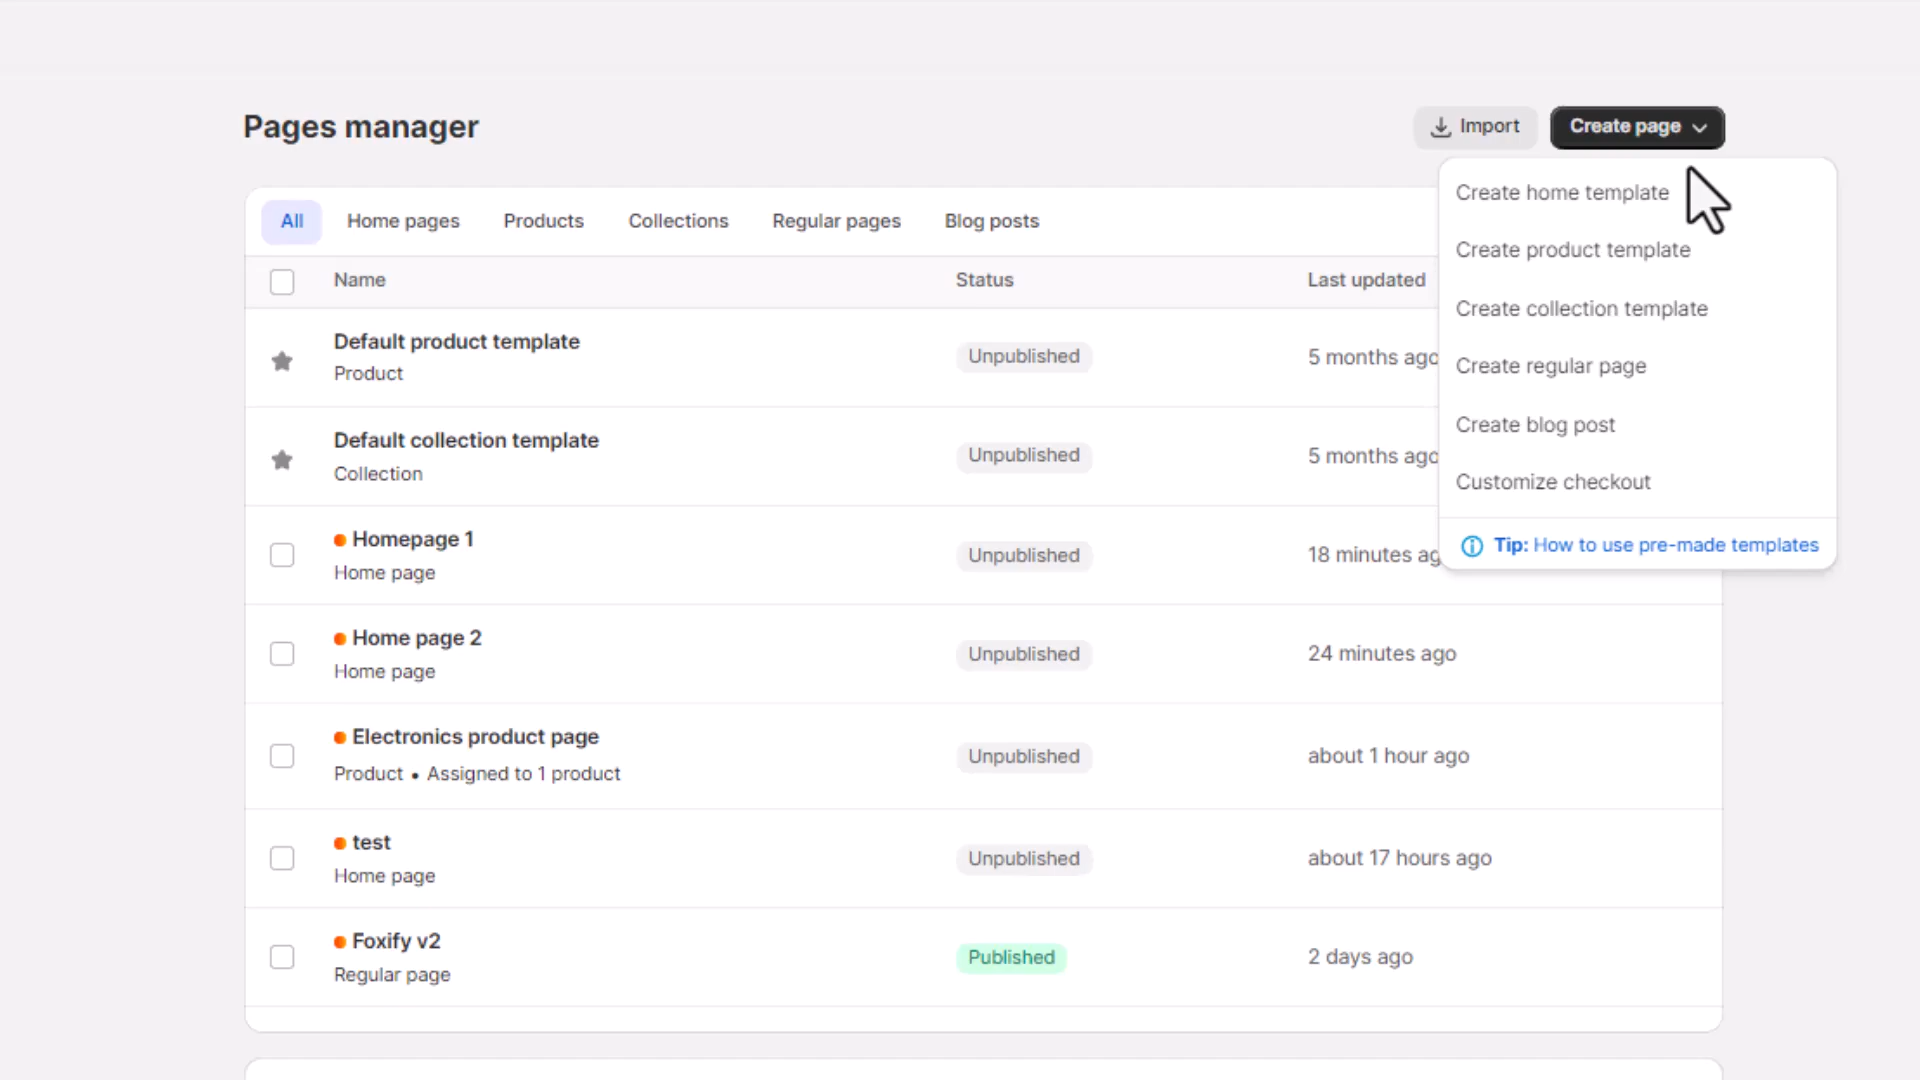 Pages manager
Import
Create page
All
Home pages
Products
Collections
Regular pages
Blog posts
Name
Status
Last updated
Default product template
Product
Unpublished
5 months ago
Default collection template
Collection
Unpublished
5 months ago
Homepage 1
Home page
Unpublished
18 minutes ag
Home page 2
Home page
Unpublished
24 minutes ago
Electronics product page
Product • Assigned to 1 product
Unpublished
about 1 hour ago
test
Home page
Unpublished
about 17 hours ago
Foxify v2
Regular page
Published
2 days ago
Create home template
Create product template
Create collection template
Create regular page
Create blog post
Customize checkout
Tip: How to use pre-made templates